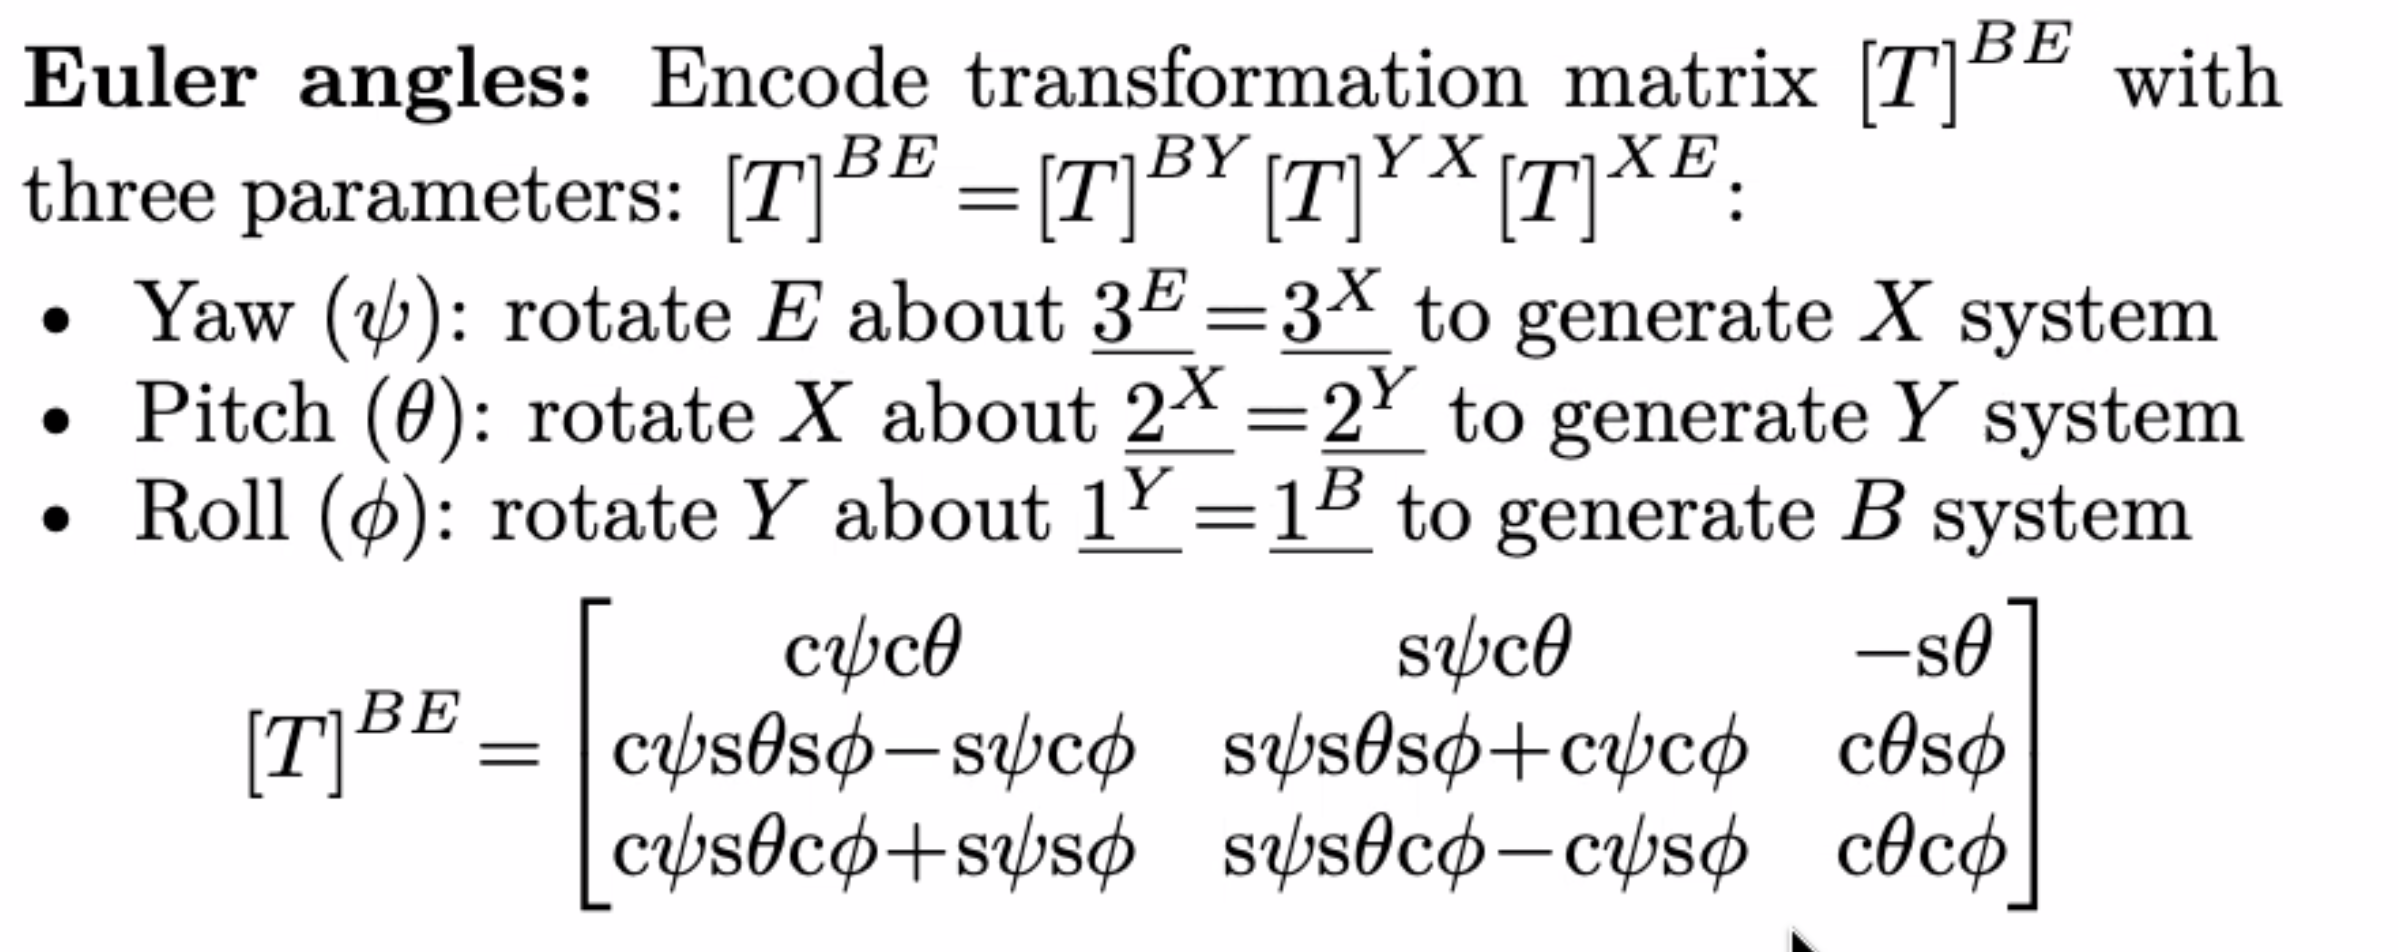 Euler angles: Encode transformation matrix [T]^{BE} with
three parameters: [T]^{BE}=[T]^{BY}[T]^{YX}[T]^{XE}:
• Yaw (ψ): rotate E about 3^E=3^X to generate X system
• Pitch (θ): rotate X about 2^X=2^Y to generate Y system
• Roll (ϕ): rotate Y about 1^Y=1^B to generate B system
cψcθ sψcθ −sθ
[T]^{BE}= cψsθsϕ−sψcϕ sψsθsϕ+cψcϕ cθsϕ
cψsθcϕ+sψsϕ sψsθcϕ−cψsϕ cθcϕ